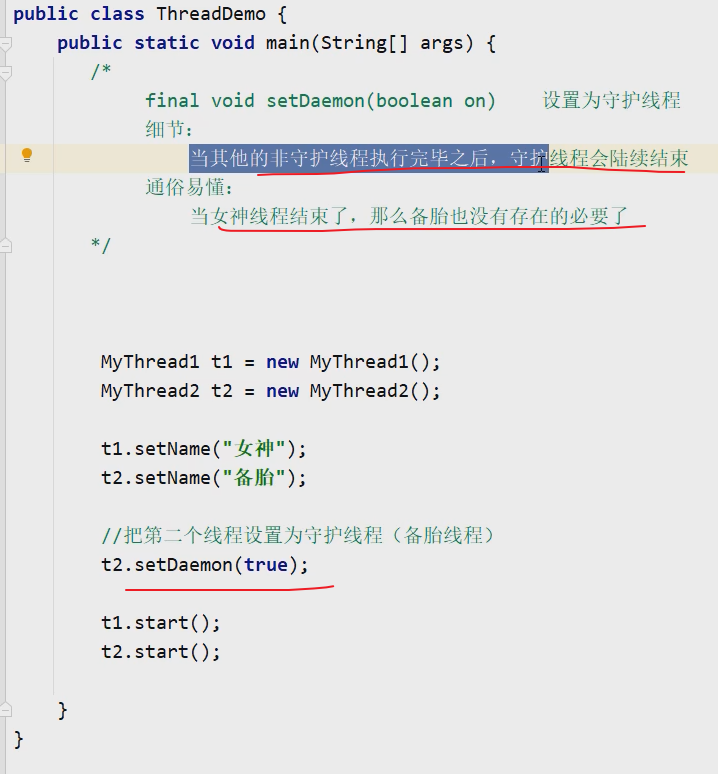 public class ThreadDemo {
public static void main(String[] args) {
/*
final void setDaemon(boolean on) 设置为守护线程
细节：
当其他的非守护线程执行完毕之后，守护线程会陆续结束
通俗易懂：
当女神线程结束了，那么备胎也没有存在的必要了
*/
MyThread1 t1 = new MyThread1();
MyThread2 t2 = new MyThread2();
t1.setName("女神");
t2.setName("备胎");
//把第二个线程设置为守护线程（备胎线程）
t2.setDaemon(true);
t1.start();
t2.start();
}
}